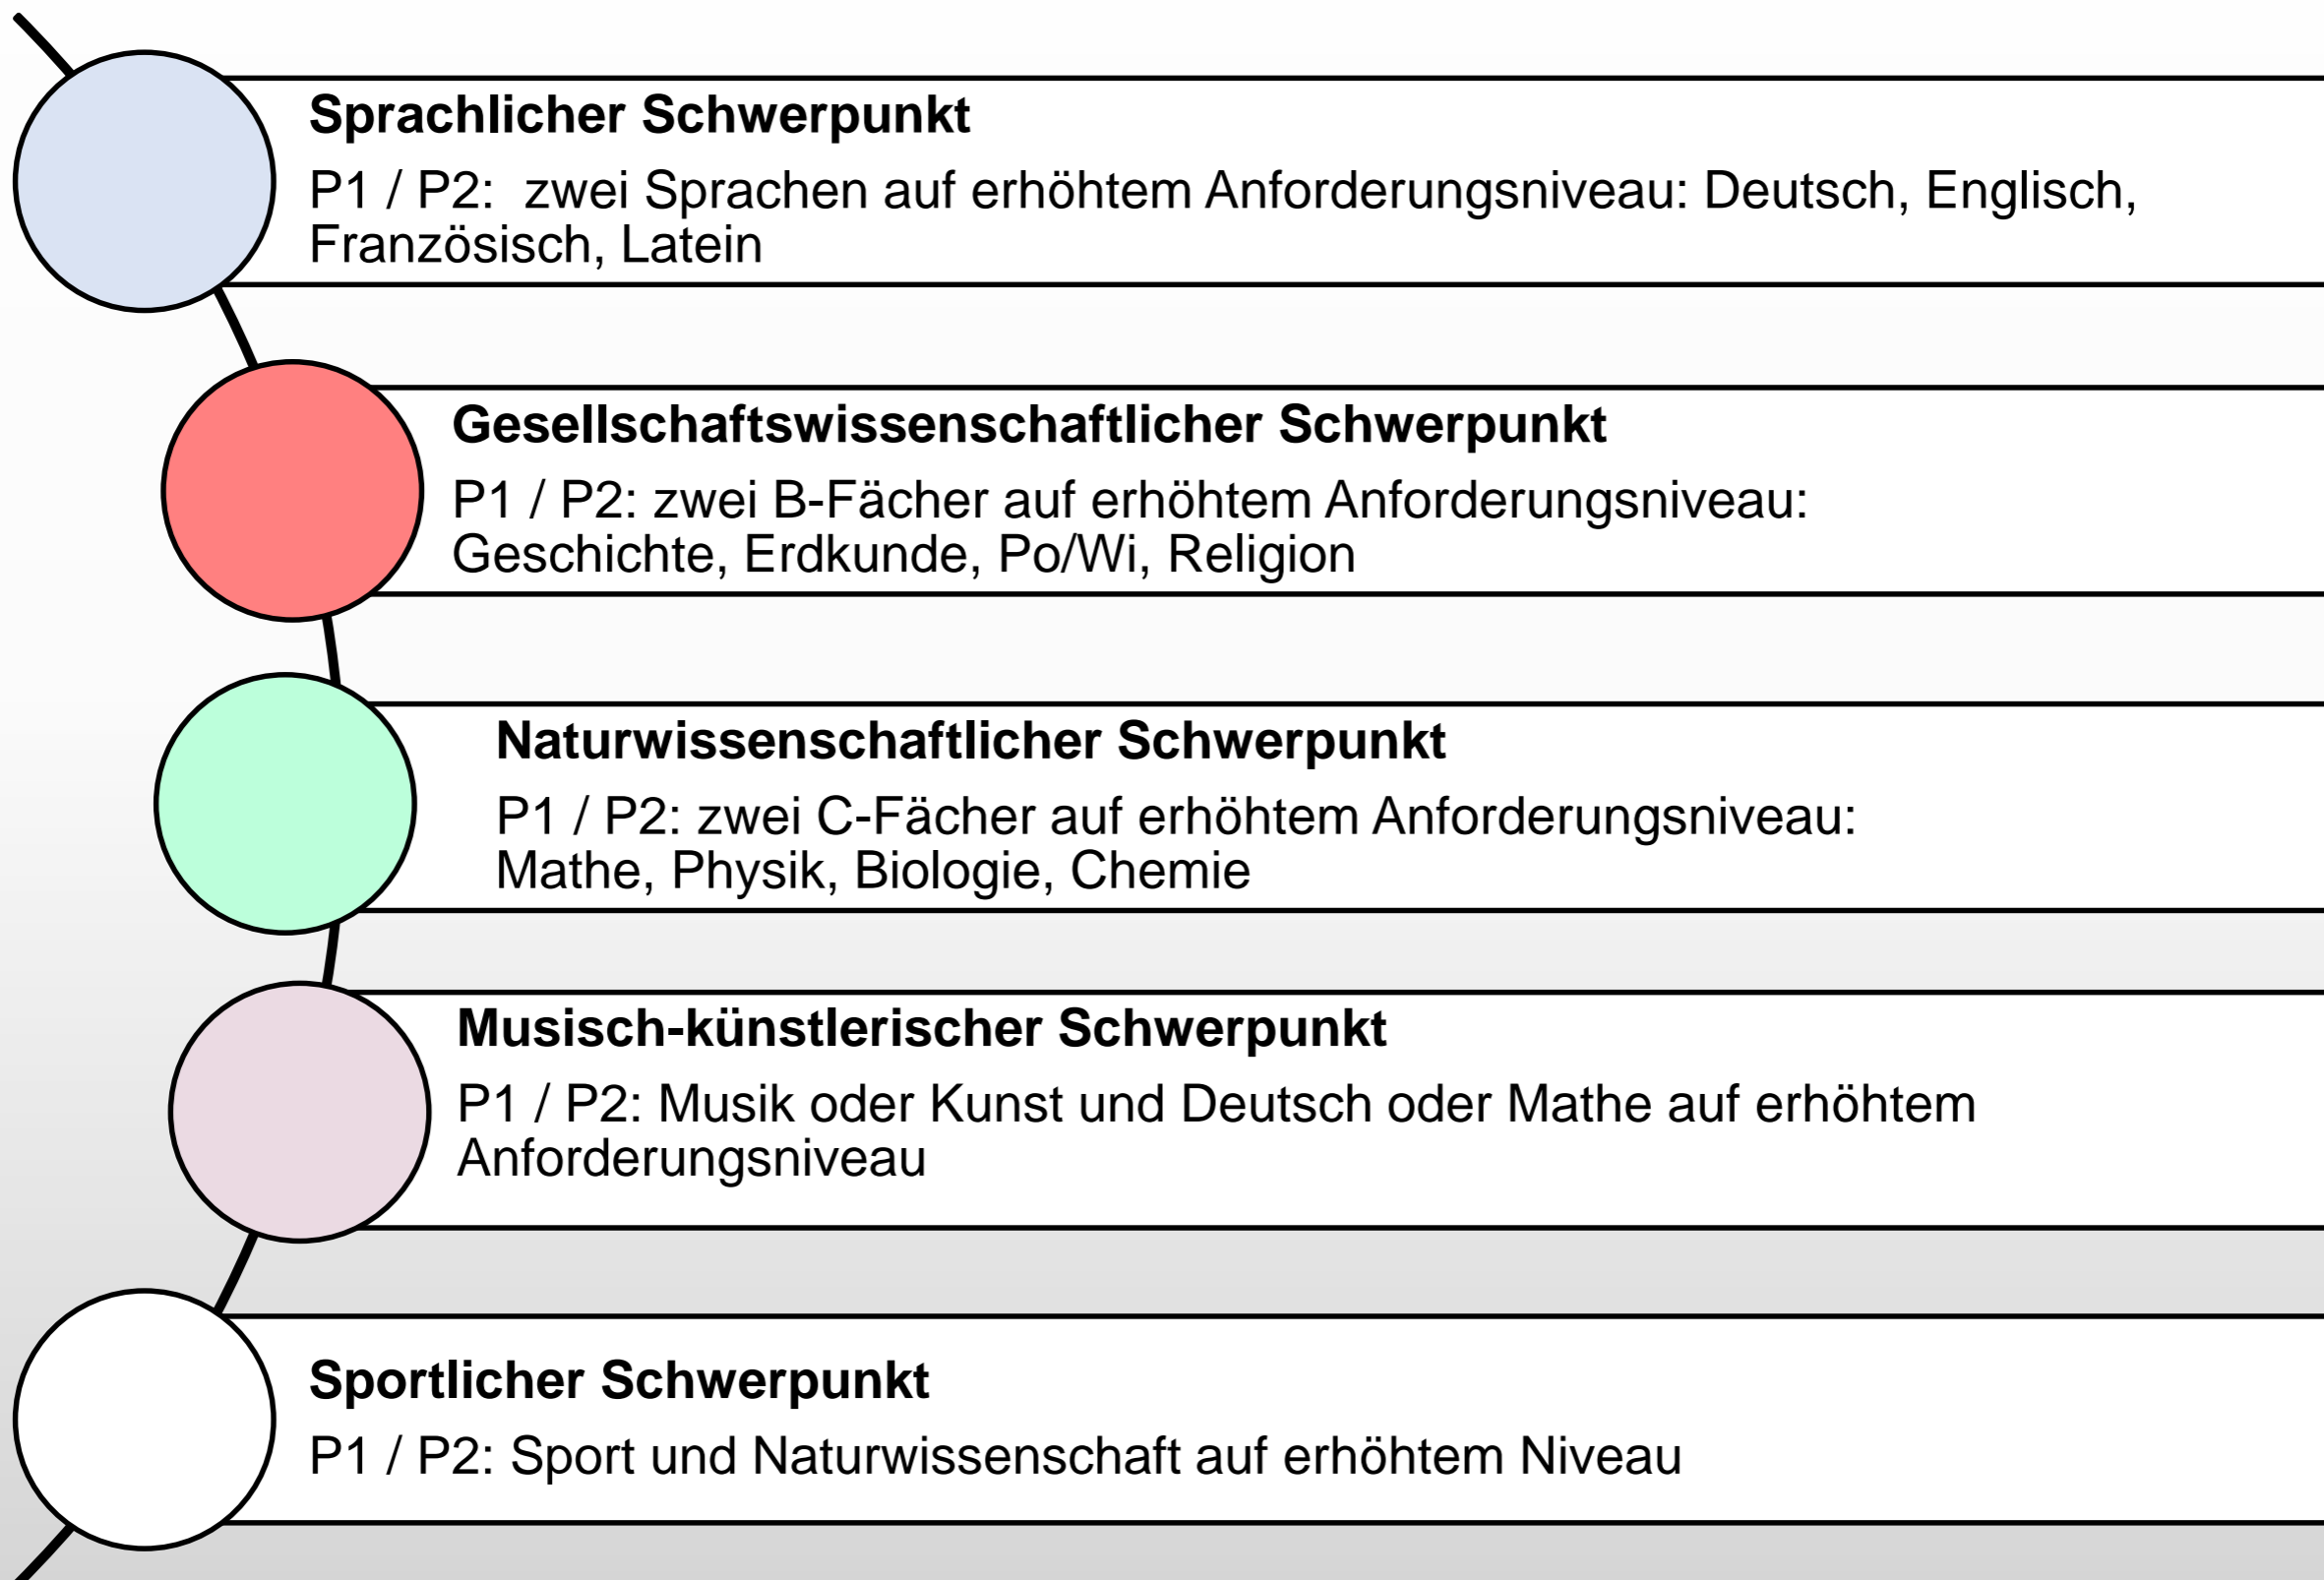 Sprachlicher Schwerpunkt
P1 / P2:  zwei Sprachen auf erhöhtem Anforderungsniveau: Deutsch, Englisch,
Französisch, Latein
Gesellschaftswissenschaftlicher Schwerpunkt
P1 / P2: zwei B-Fächer auf erhöhtem Anforderungsniveau:
Geschichte, Erdkunde, Po/Wi, Religion
Naturwissenschaftlicher Schwerpunkt
P1 / P2: zwei C-Fächer auf erhöhtem Anforderungsniveau:
Mathe, Physik, Biologie, Chemie
Musisch-künstlerischer Schwerpunkt
P1 / P2: Musik oder Kunst und Deutsch oder Mathe auf erhöhtem
Anforderungsniveau
Sportlicher Schwerpunkt
P1 / P2: Sport und Naturwissenschaft auf erhöhtem Niveau